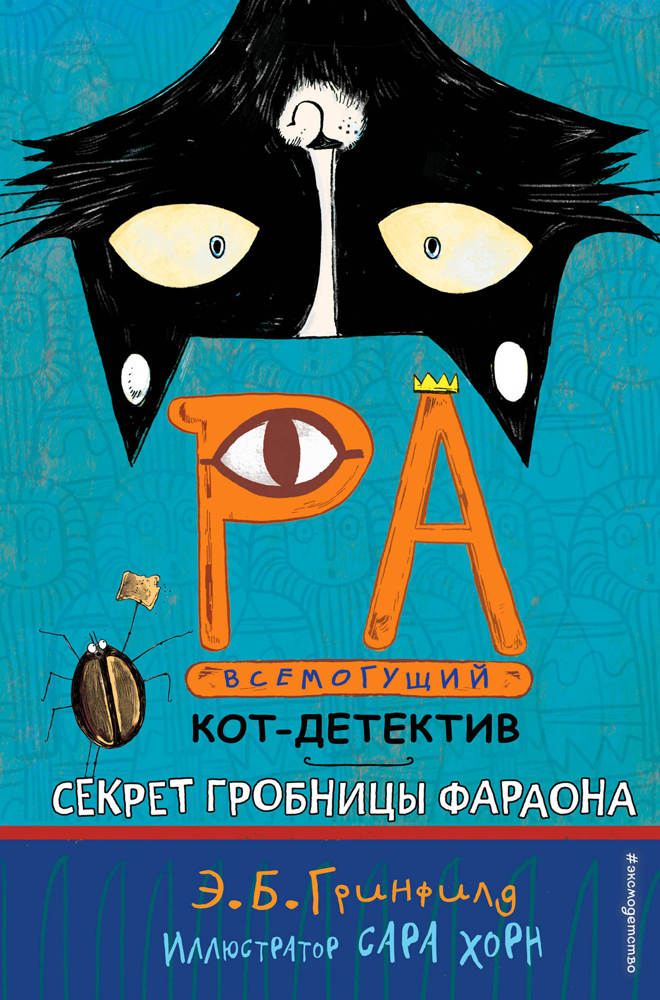 РА
ВСЕМОГУЩИЙ
КОТ-ДЕТЕКТИВ
СЕКРЕТ ГРОБНИЦЫ ФАРАОНА
Э.Б.Гринфилд
ИЛЛЮСТРАТОР САРА ХОРН
#эксмодетство